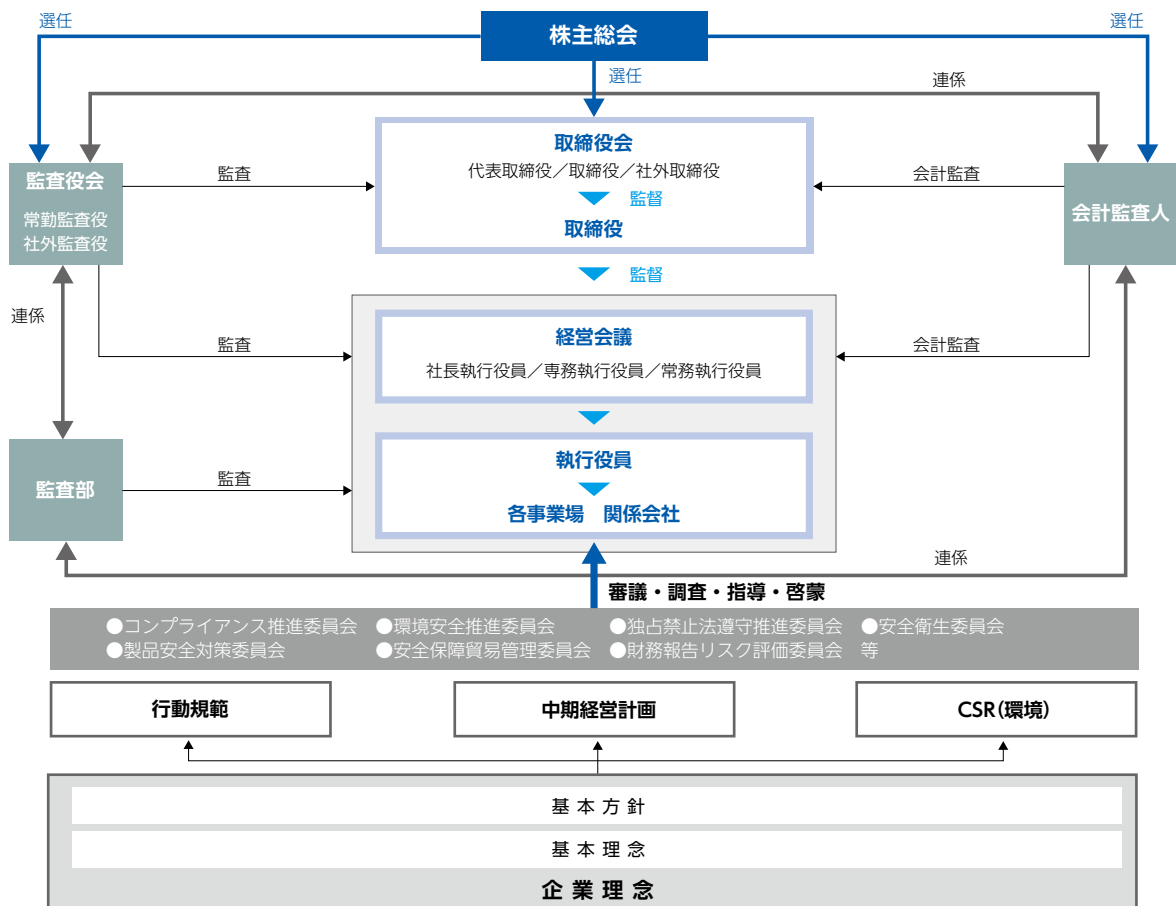 選任
株主総会
選任
選任
連係
取締役会
代表取締役／取締役／社外取締役
監督
取締役
監査役会
常勤監査役
社外監査役
監査
会計監査
会計監査人
監督
連係
経営会議
社長執行役員／専務執行役員／常務執行役員
監査
会計監査
執行役員
各事業場　関係会社
監査部
監査
連係
審議・調査・指導・啓蒙
●コンプライアンス推進委員会 ●環境安全推進委員会 ●独占禁止法遵守推進委員会 ●安全衛生委員会
●製品安全対策委員会 ●安全保障貿易管理委員会 ●財務報告リスク評価委員会 等
行動規範
中期経営計画
CSR（環境）
基本方針
基本理念
企業理念